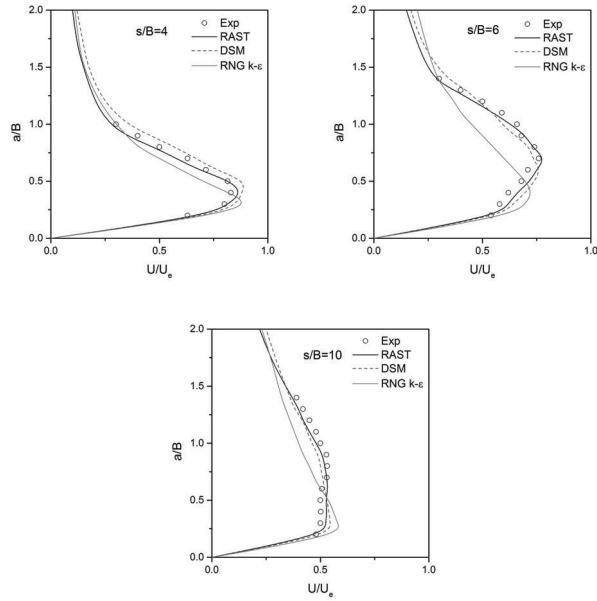 2.0
1.5
1.0
0.5
0.0
a/B
s/B=4
Exp
RAST
DSM
RNG k-ε
0.0
0.5
1.0
U/Ue
2.0
1.5
1.0
0.5
0.0
a/B
s/B=6
Exp
RAST
DSM
RNG k-ε
0.0
0.5
1.0
U/Ue
2.0
1.5
1.0
0.5
0.0
a/B
s/B=10
Exp
RAST
DSM
RNG k-ε
0.0
0.5
1.0
U/Ue